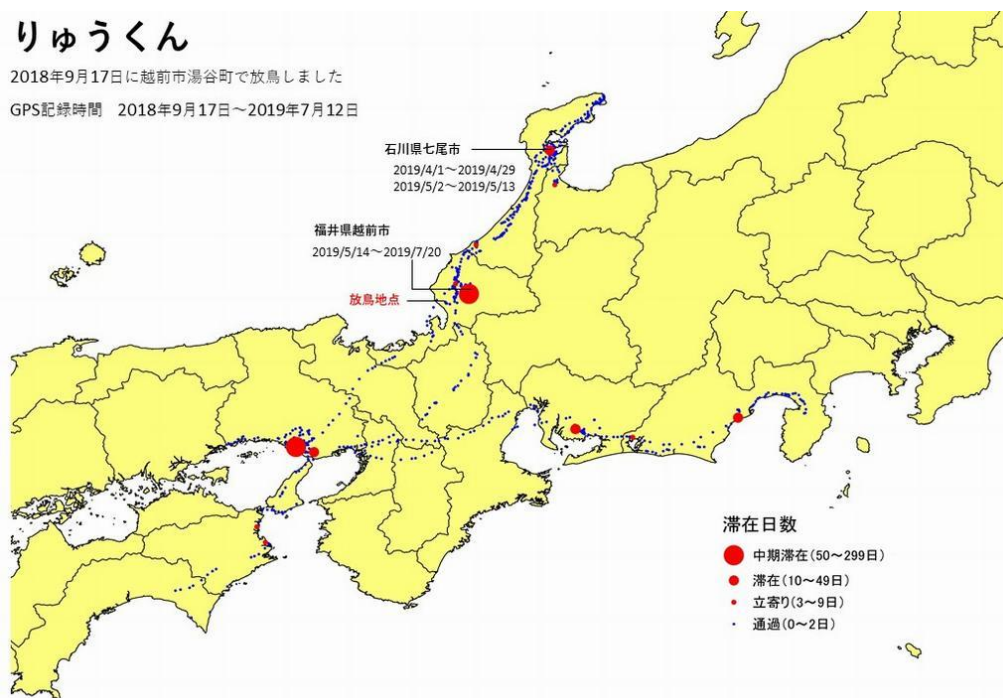 りゅうくん
2018年9月17日に越前市湯谷町で放鳥しました
GPS記録時間　2018年9月17日～2019年7月12日
石川県七尾市
2019/4/1～2019/4/29
2019/5/2～2019/5/13
福井県越前市
2019/5/14～2019/7/20
放鳥地点
滞在日数
中期滞在(50～299日)
滞在(10～49日)
立寄り(3～9日)
通過(0～2日)